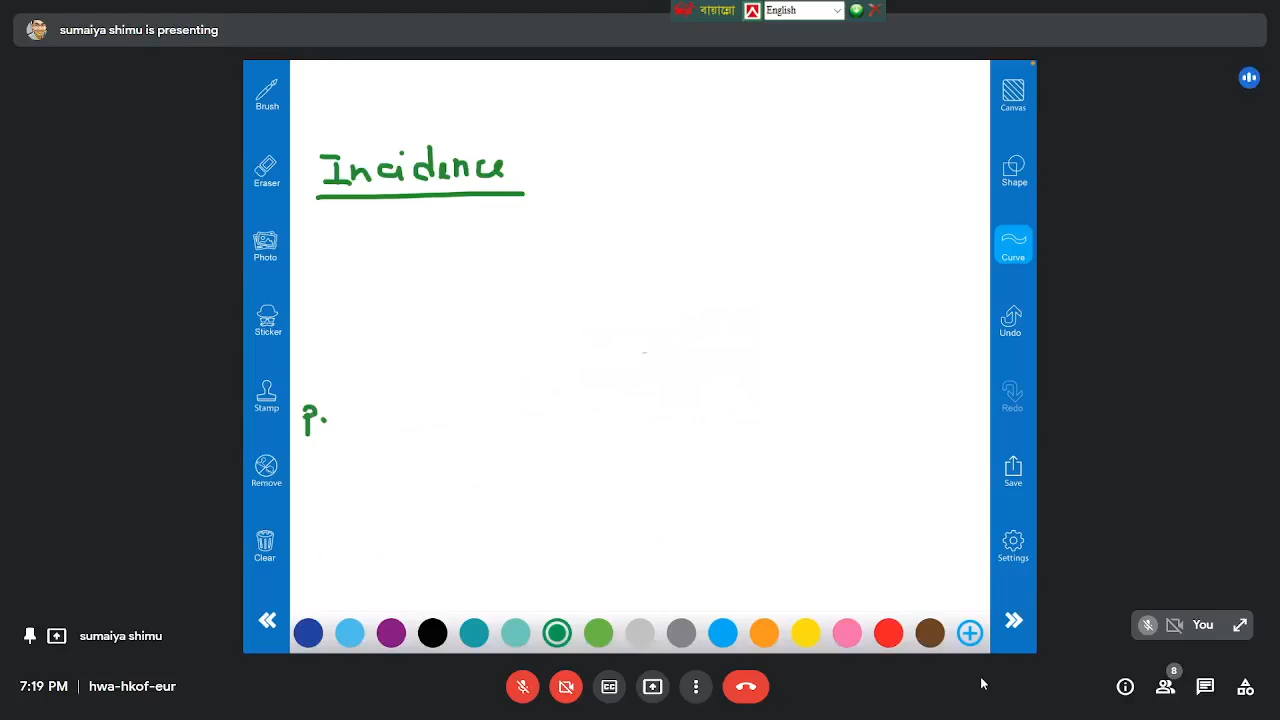 বায়ান্নো English
sumaiya shimu is presenting
Brush
Canvas
Incidence
Eraser
Shape
Photo
Curve
Sticker
Undo
Stamp
Redo
P.
Remove
Save
Clear
Settings
sumaiya shimu
You
7:19 PM | hwa-hkof-eur
CC
8